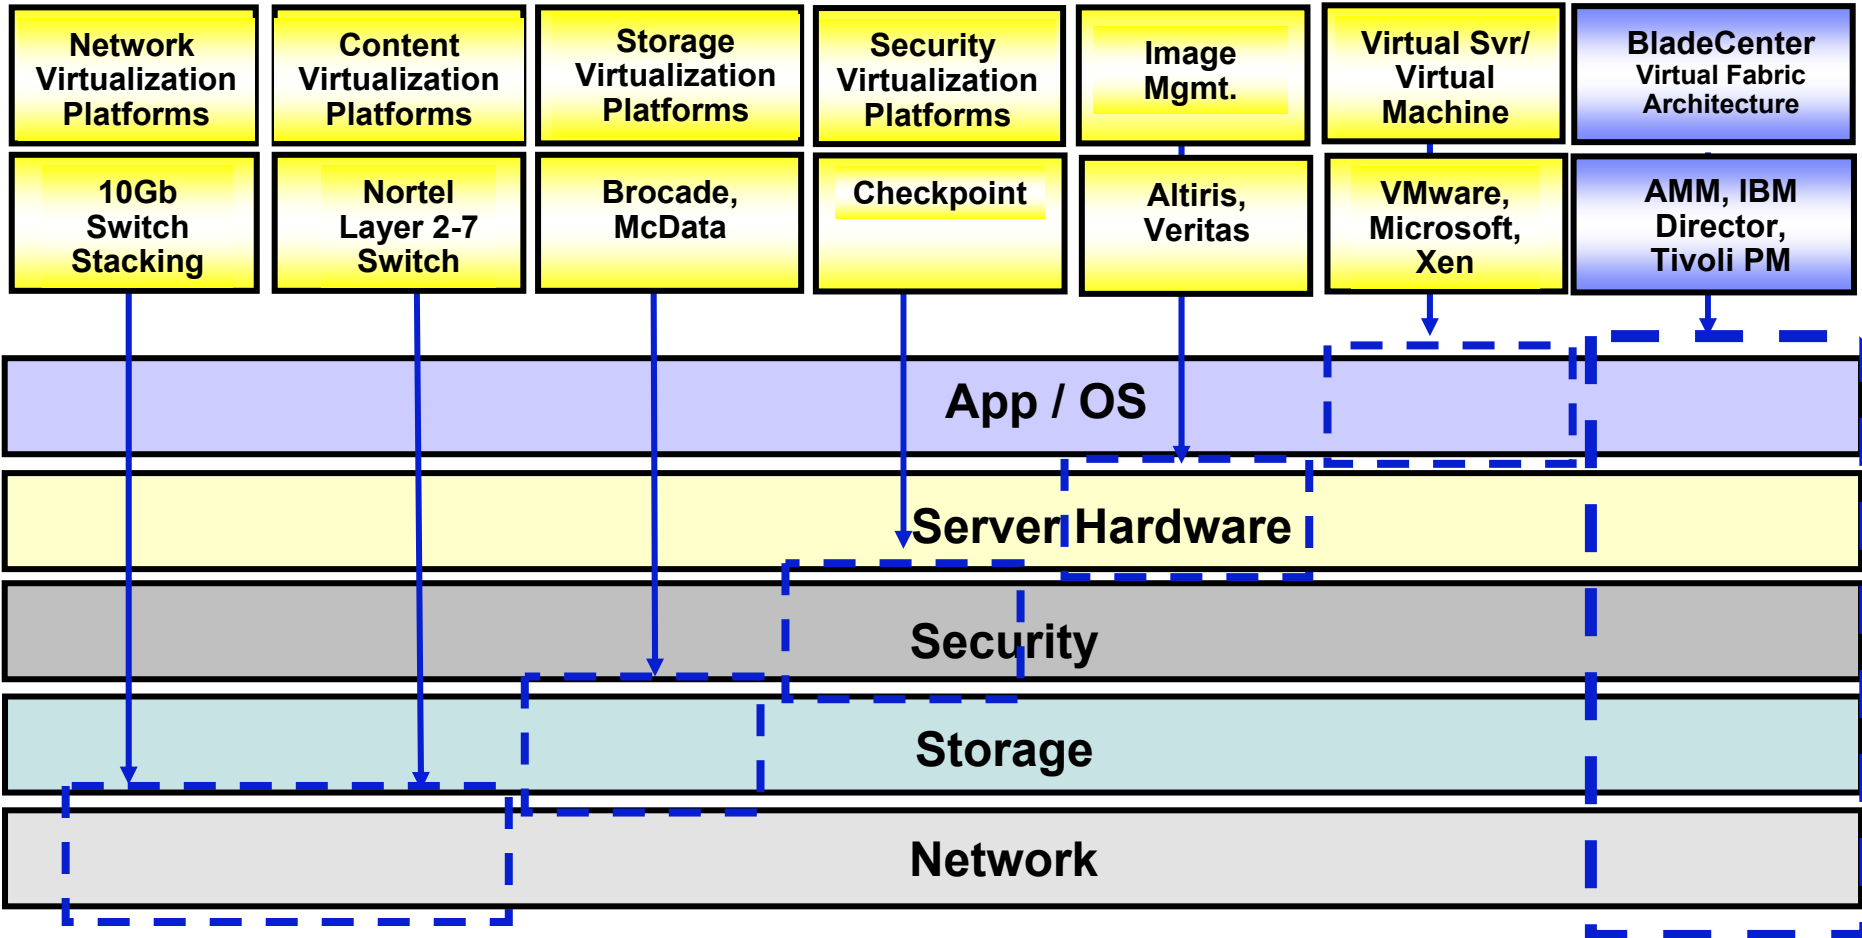 Network
Virtualization
Platforms
Content
Virtualization
Platforms
Storage
Virtualization
Platforms
Security
Virtualization
Platforms
Image
Mgmt.
Virtual Svr/
Virtual
Machine
BladeCenter
Virtual Fabric
Architecture
10Gb
Switch
Stacking
Nortel
Layer 2-7
Switch
Brocade,
McData
Checkpoint
Altiris,
Veritas
VMware,
Microsoft,
Xen
AMM, IBM
Director,
Tivoli PM
App / OS
Server Hardware
Security
Storage
Network